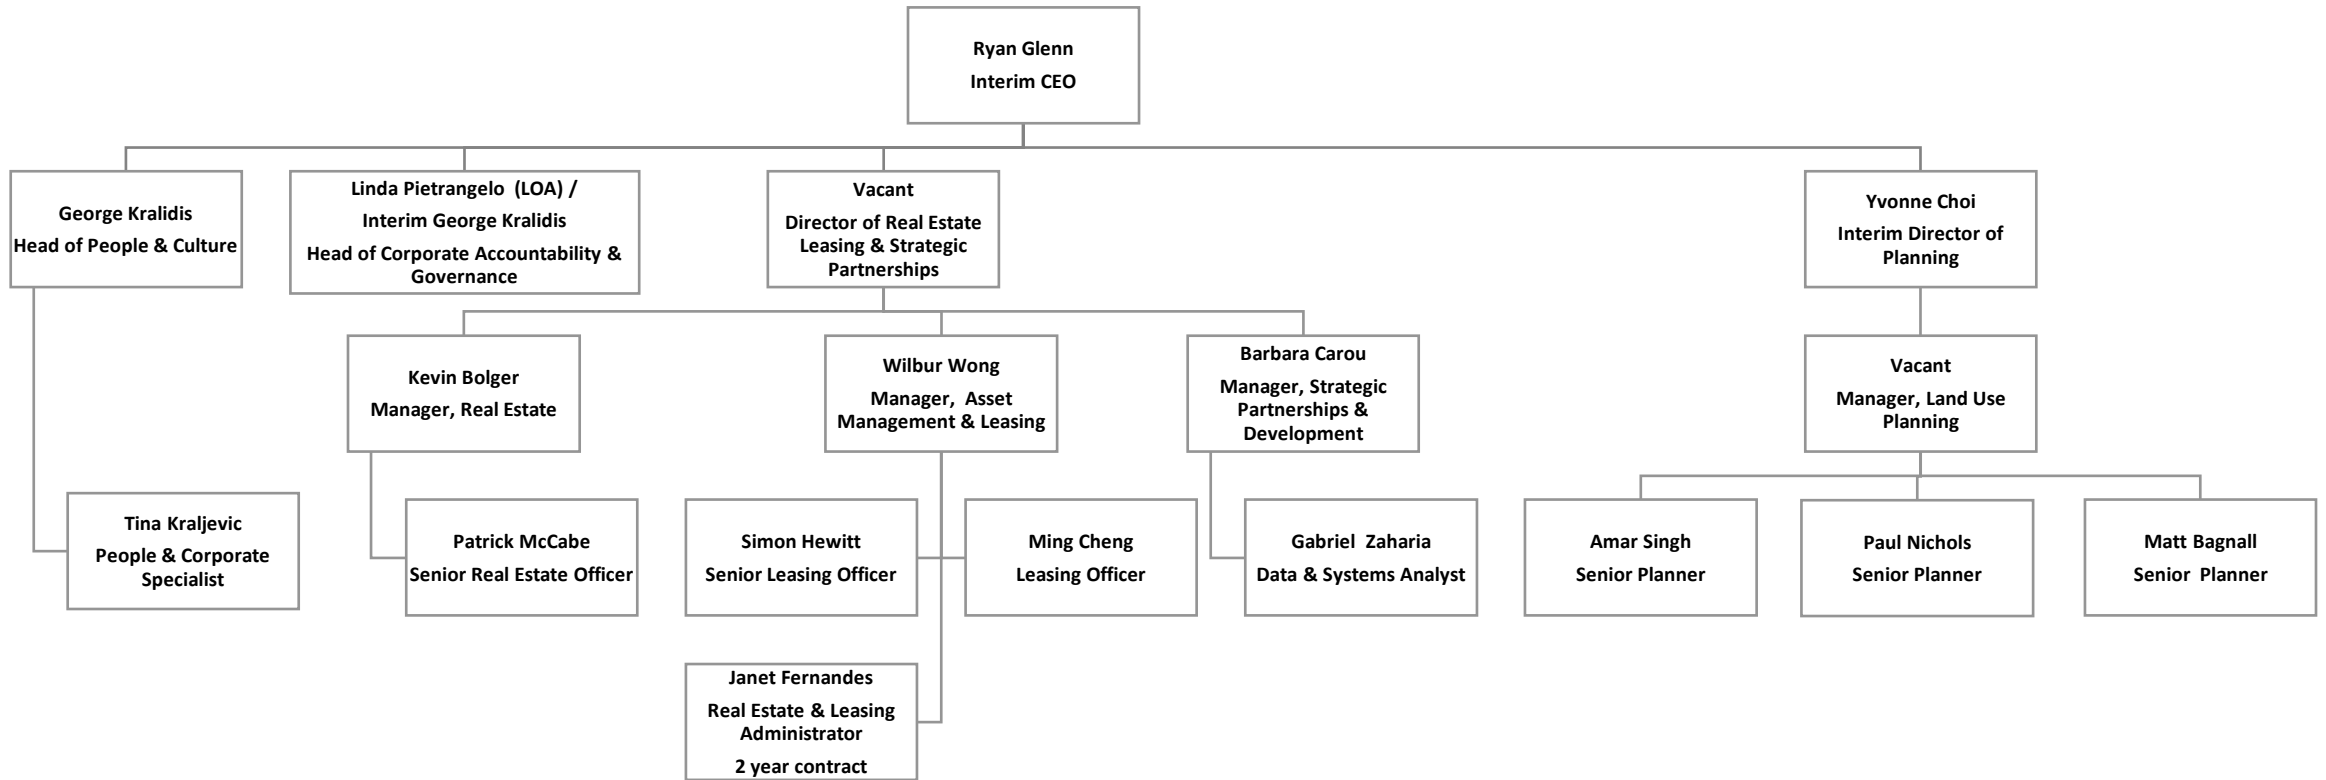 Ryan Glenn
Interim CEO
George Kralidis
Head of People & Culture
Linda Pietrangelo (LOA) /
Interim George Kralidis
Head of Corporate Accountability &
Governance
Vacant
Director of Real Estate
Leasing & Strategic
Partnerships
Yvonne Choi
Interim Director of
Planning
Kevin Bolger
Manager, Real Estate
Wilbur Wong
Manager, Asset
Management & Leasing
Barbara Carou
Manager, Strategic
Partnerships &
Development
Vacant
Manager, Land Use
Planning
Tina Kraljevic
People & Corporate
Specialist
Patrick McCabe
Senior Real Estate Officer
Simon Hewitt
Senior Leasing Officer
Ming Cheng
Leasing Officer
Gabriel Zaharia
Data & Systems Analyst
Amar Singh
Senior Planner
Paul Nichols
Senior Planner
Matt Bagnall
Senior Planner
Janet Fernandes
Real Estate & Leasing
Administrator
2 year contract